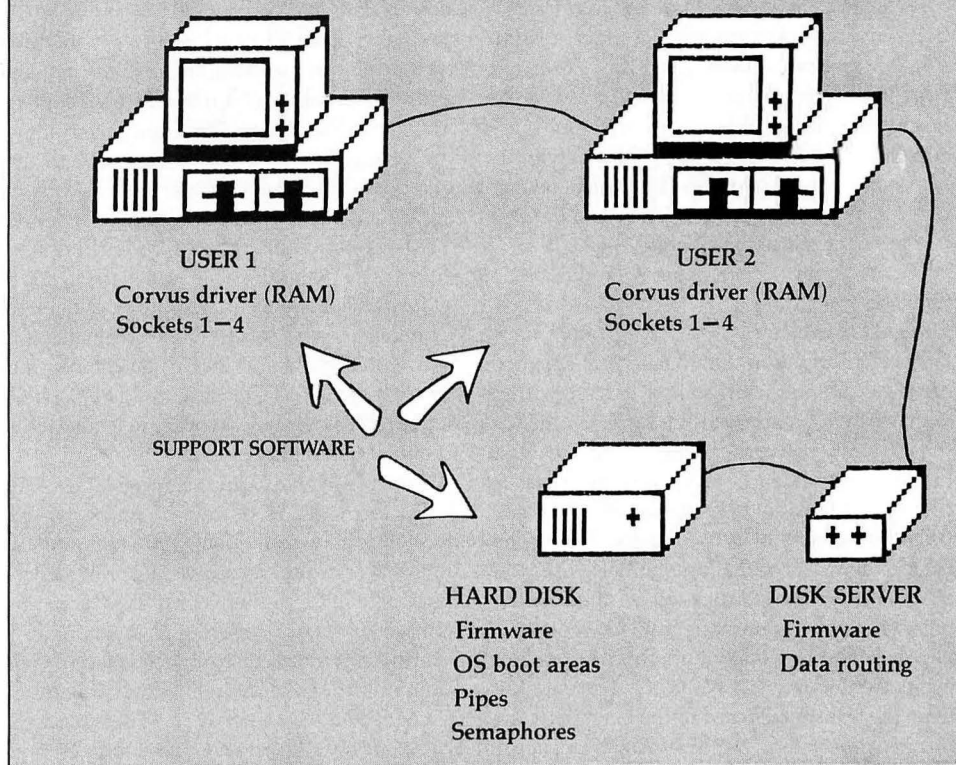 USER 1
Corvus driver (RAM)
Sockets 1—4
USER 2
Corvus driver (RAM)
Sockets 1—4
SUPPORT SOFTWARE
HARD DISK
Firmware
OS boot areas
Pipes
Semaphores
DISK SERVER
Firmware
Data routing